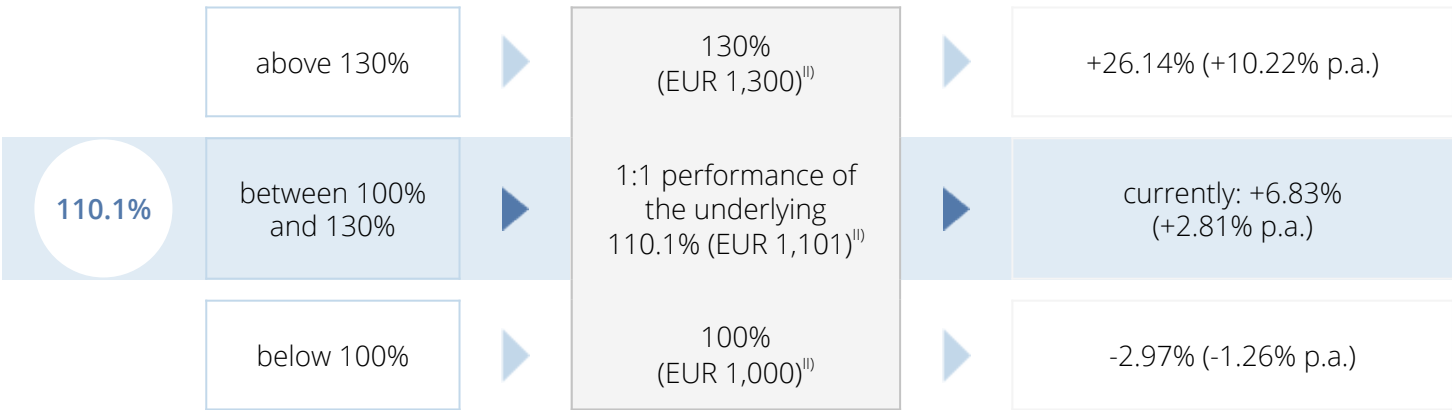 above 130%
130%
(EUR 1,300)II)
+26.14% (+10.22% p.a.)
110.1%
between 100%
and 130%
1:1 performance of
the underlying
110.1% (EUR 1,101)II)
currently: +6.83%
(+2.81% p.a.)
below 100%
100%
(EUR 1,000)II)
-2.97% (-1.26% p.a.)